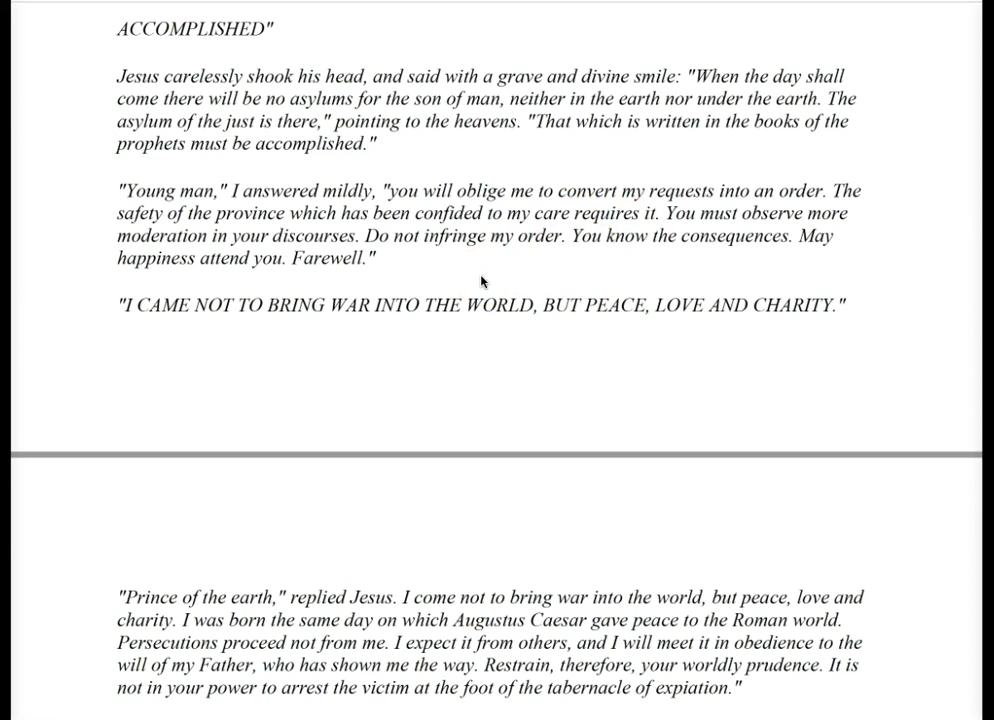 ACCOMPLISHED"
Jesus carelessly shook his head, and said with a grave and divine smile: "When the day shall
come there will be no asylums for the son of man, neither in the earth nor under the earth. The
asylum of the just is there," pointing to the heavens. "That which is written in the books of the
prophets must be accomplished."
"Young man," I answered mildly, "you will oblige me to convert my requests into an order. The
safety of the province which has been confided to my care requires it. You must observe more
moderation in your discourses. Do not infringe my order. You know the consequences. May
happiness attend you. Farewell."
"I CAME NOT TO BRING WAR INTO THE WORLD, BUT PEACE, LOVE AND CHARITY."
"Prince of the earth," replied Jesus. I come not to bring war into the world, but peace, love and
charity. I was born the same day on which Augustus Caesar gave peace to the Roman world.
Persecutions proceed not from me. I expect it from others, and I will meet it in obedience to the
will of my Father, who has shown me the way. Restrain, therefore, your worldly prudence. It is
not in your power to arrest the victim at the foot of the tabernacle of expiation."